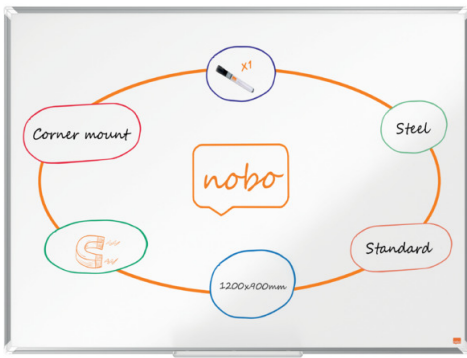 x1
Corner mount
Steel
nobo
Standard
1200x900mm